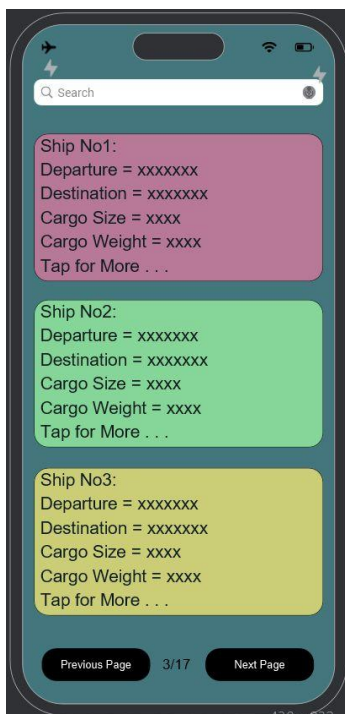 Search
Ship No1:
Departure = xxxxxxx
Destination = xxxxxxx
Cargo Size = xxxx
Cargo Weight = xxxx
Tap for More . . .
Ship No2:
Departure = xxxxxxx
Destination = xxxxxxx
Cargo Size = xxxx
Cargo Weight = xxxx
Tap for More . . .
Ship No3:
Departure = xxxxxxx
Destination = xxxxxxx
Cargo Size = xxxx
Cargo Weight = xxxx
Tap for More . . .
Previous Page 3/17 Next Page